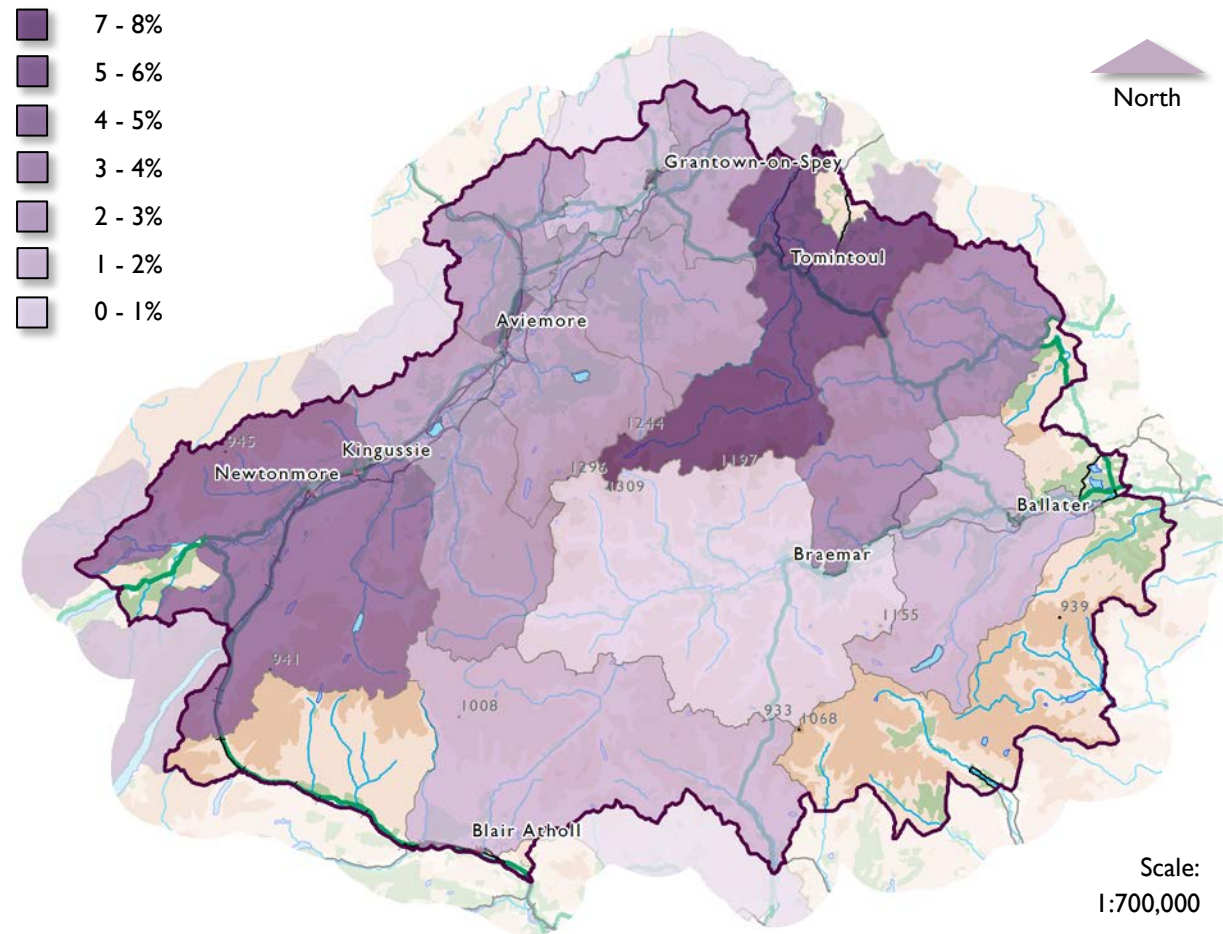 7 - 8%
5 - 6%
4 - 5%
3 - 4%
2 - 3%
1 - 2%
0 - 1%
North
Grantown-on-Spey
Tomintoul
Aviemore
1244
945
Kingussie
1296
1197
Newtonmore
1309
Ballater
Braemar
939
1155
941
1008
933
1068
Blair Atholl
Scale:
1:700,000